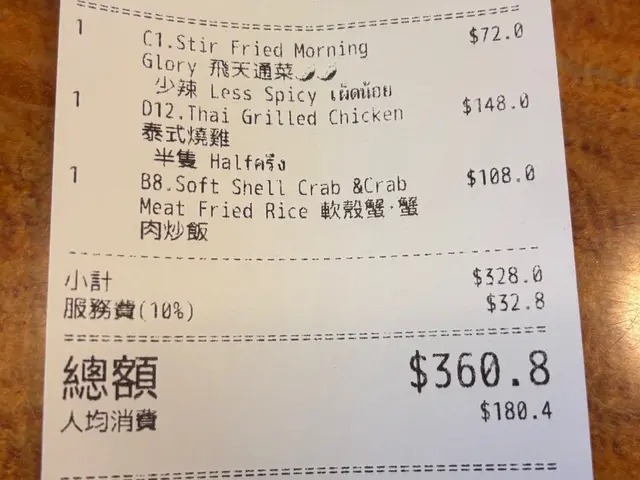 1 C1.Stir Fried Morning $72.0
Glory 飛天通菜🌶🌶
少辣 Less Spicy เผ็ดน้อย
1 D12.Thai Grilled Chicken $148.0
泰式燒雞
半隻 Halfครึ่ง
1 B8.Soft Shell Crab &Crab $108.0
Meat Fried Rice 軟殼蟹·蟹
肉炒飯
小計 $328.0
服務費(10%) $32.8
總額 $360.8
人均消費 $180.4